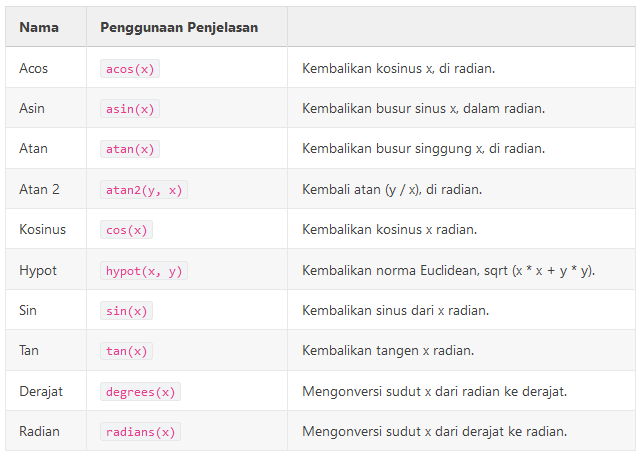 Nama Penggunaan Penjelasan
Acos acos(x) Kembalikan kosinus x, di radian.
Asin asin(x) Kembalikan busur sinus x, dalam radian.
Atan atan(x) Kembalikan busur singgung x, di radian.
Atan 2 atan2(y, x) Kembali atan (y / x), di radian.
Kosinus cos(x) Kembalikan kosinus x radian.
Hypot hypot(x, y) Kembalikan norma Euclidean, sqrt (x * x + y * y).
Sin sin(x) Kembalikan sinus dari x radian.
Tan tan(x) Kembalikan tangen x radian.
Derajat degrees(x) Mengonversi sudut x dari radian ke derajat.
Radian radians(x) Mengonversi sudut x dari derajat ke radian.